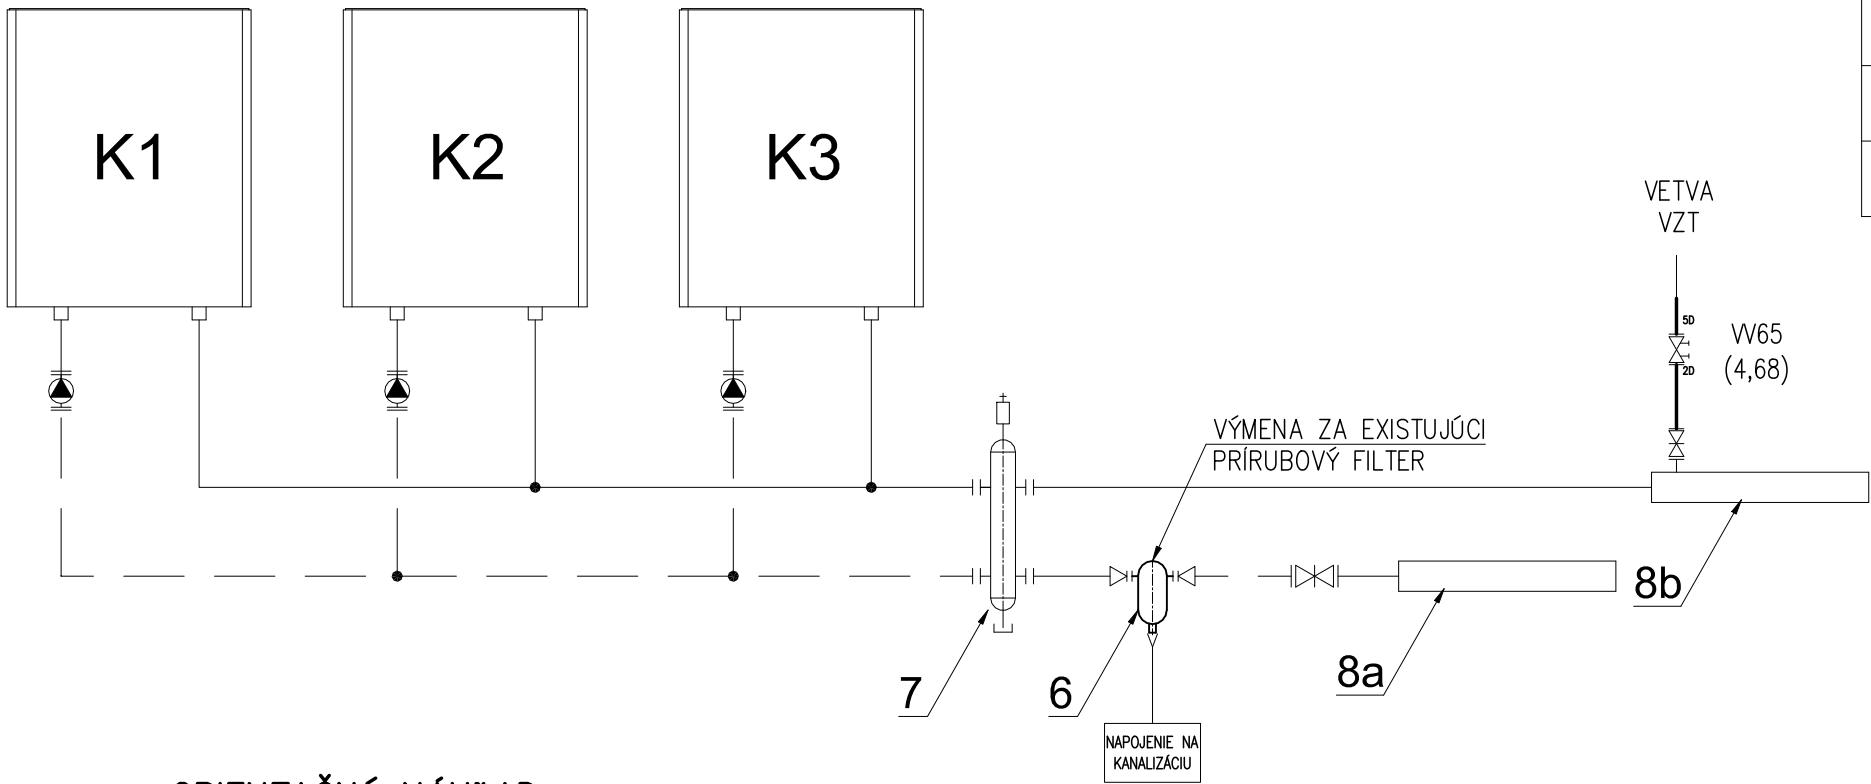 K1
K2
K3
VETVA
VZT
5D
VV65
2D
(4,68)
VÝMENA ZA EXISTUJÚCI
PRÍRUBOVÝ FILTER
8b
8a
7
6
NAPOJENIE NA
KANALIZÁCIU